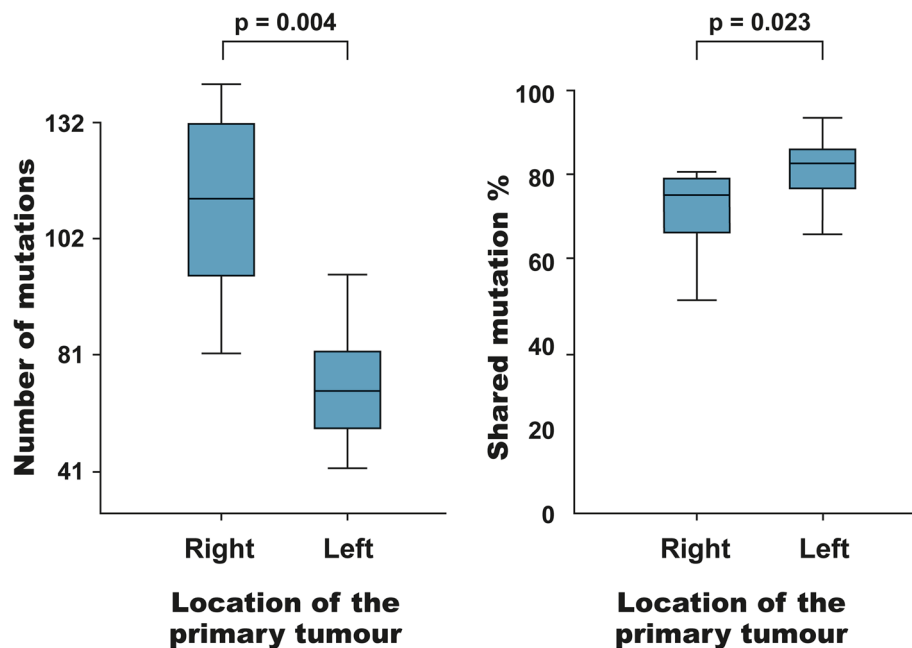 p = 0.004
132
102
81
41
Number of mutations
Right
Left
Location of the
primary tumour
p = 0.023
100
80
60
40
20
0
Shared mutation %
Right
Left
Location of the
primary tumour